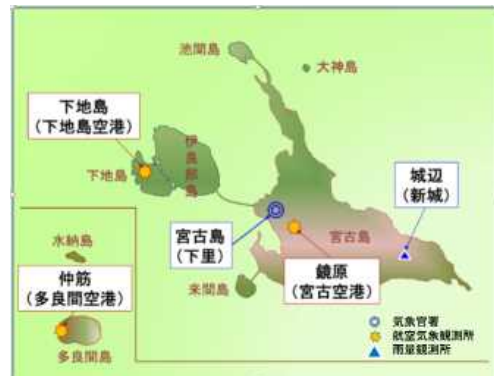 池間島
大神島
下地島
(下地島空港)
伊良部島
下地島
城辺
(新城)
宮古島
(下里)
宮古島
鏡原
(宮古空港)
来間島
水納島
仲筋
(多良間空港)
多良間島
気象官署
航空気象観測所
雨量観測所